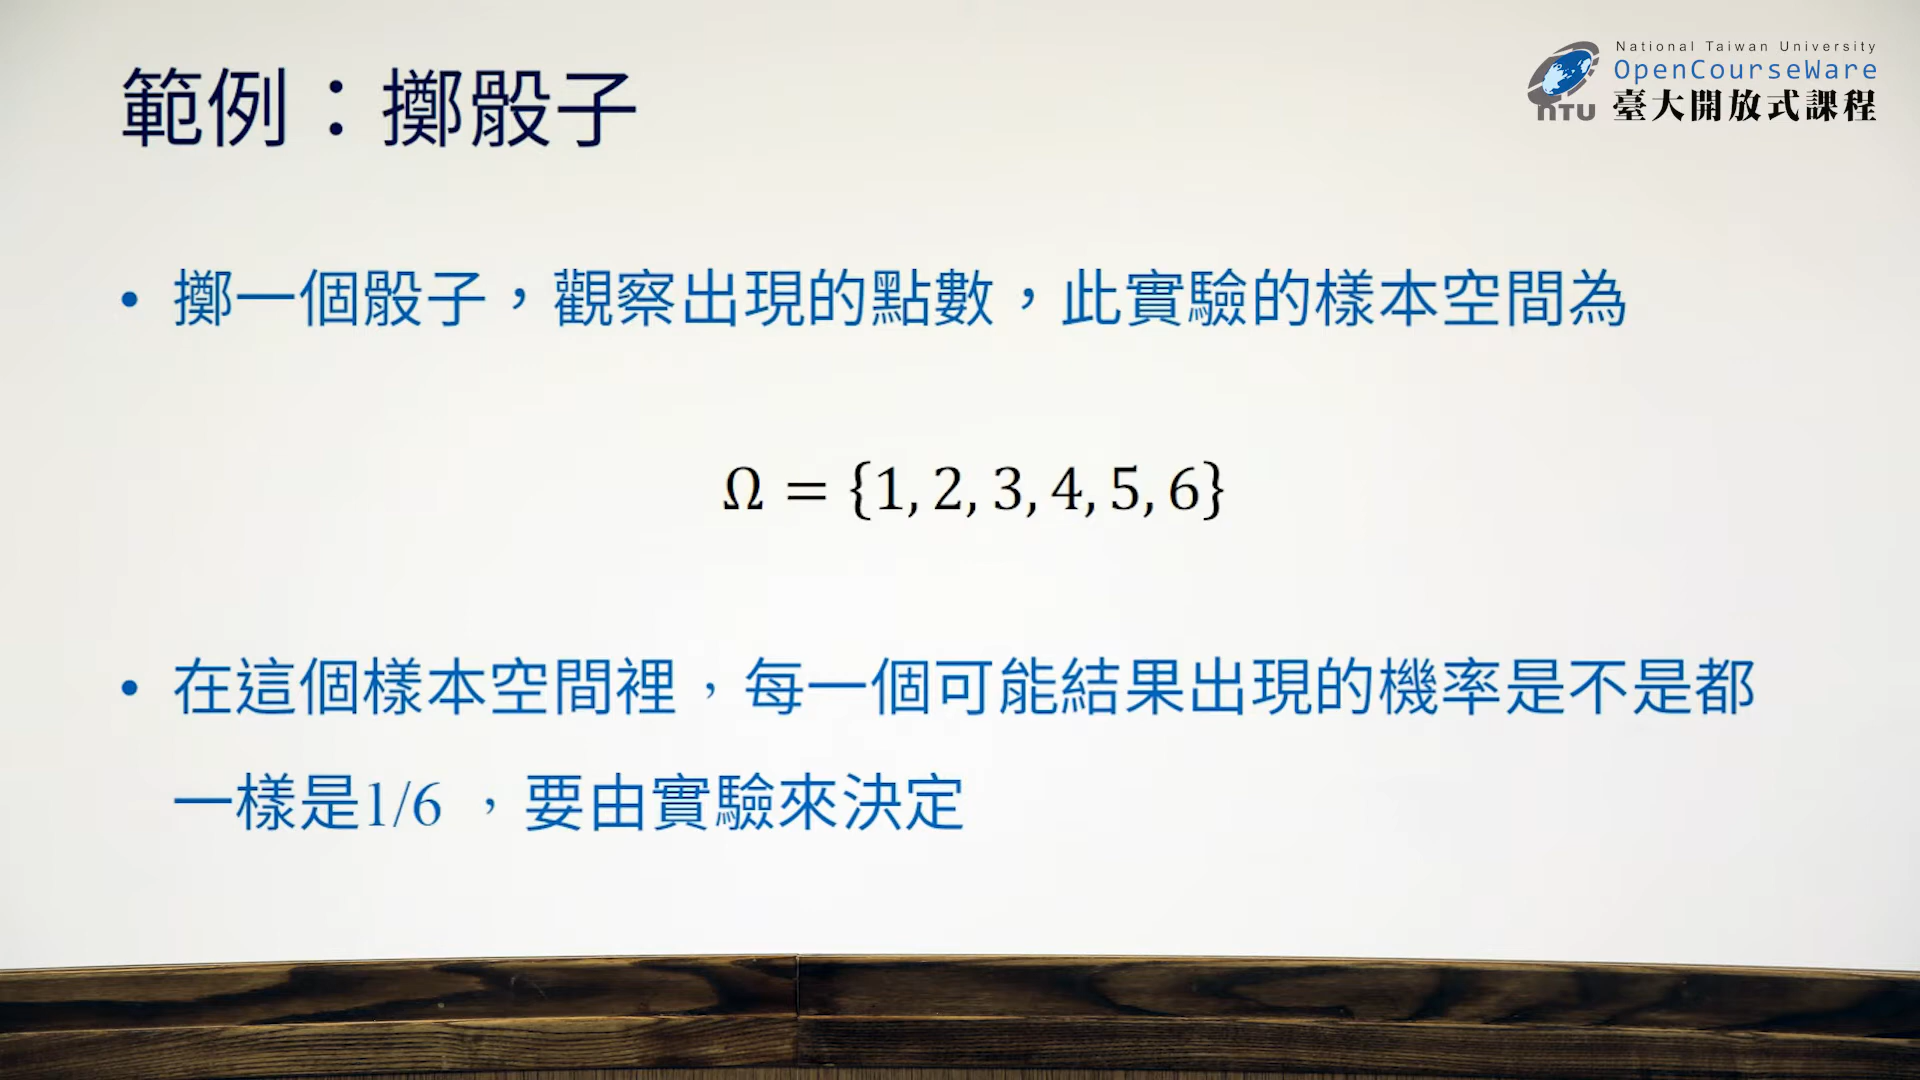 範例：擲骰子
National Taiwan University
OpenCourseWare
NTU 臺大開放式課程
• 擲一個骰子，觀察出現的點數，此實驗的樣本空間為
Ω = {1, 2, 3, 4, 5, 6}
• 在這個樣本空間裡，每一個可能結果出現的機率是不是都
一樣是1/6 ，要由實驗來決定